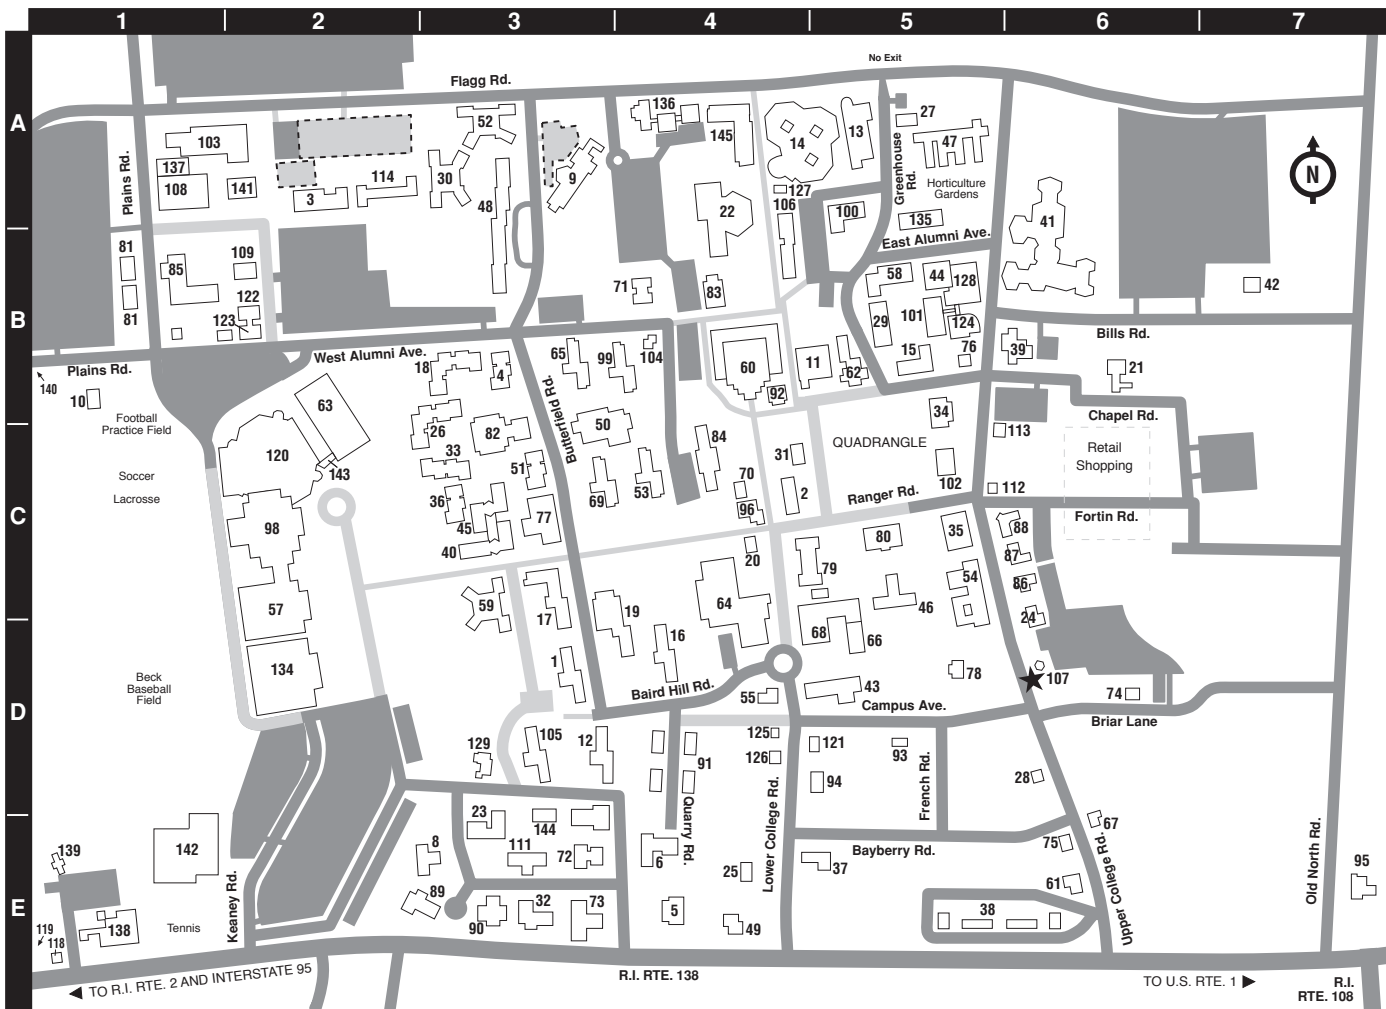 1 2 3 4 5 6 7
A
B
C
D
E
No Exit
Flagg Rd.
N
136
52
27
103
145
14
13
47
137
Plains Rd.
114
30
9
Greenhouse
Rd.
108
141
3
127
Horticulture
Gardens
48
106
22
100
135
41
East Alumni Ave.
81
109
85
58
44
128
42
71
83
122
123
29
101
124
81
Bills Rd.
West Alumni Ave.
65
99
104
15
76
39
Plains Rd.
18
4
60
11
62
21
140
10
92
63
Butterfield Rd.
Football
Practice Field
26
82
50
84
34
Chapel Rd.
QUADRANGLE
113
33
Retail
Shopping
120
31
Soccer
143
51
70
102
Lacrosse
36
69
53
2
Ranger Rd.
112
96
Fortin Rd.
98
45
77
80
35
88
40
20
87
79
54
86
57
59
17
19
64
46
24
16
68
66
1
134
78
107
Beck
Baseball
Field
Baird Hill Rd.
43
74
55
Campus Ave.
Briar Lane
105
12
125
129
121
93
91
126
28
94
French Rd.
Quarry Rd.
Lower College Rd.
23
144
67
8
111
75
139
142
72
6
Bayberry Rd.
Old North Rd.
25
37
95
61
89
Upper College Rd.
Keaney Rd.
32
73
5
38
138
Tennis
90
49
119
118
R.I. RTE. 138
TO R.I. RTE. 2 AND INTERSTATE 95
TO U.S. RTE. 1
R.I.
RTE. 108